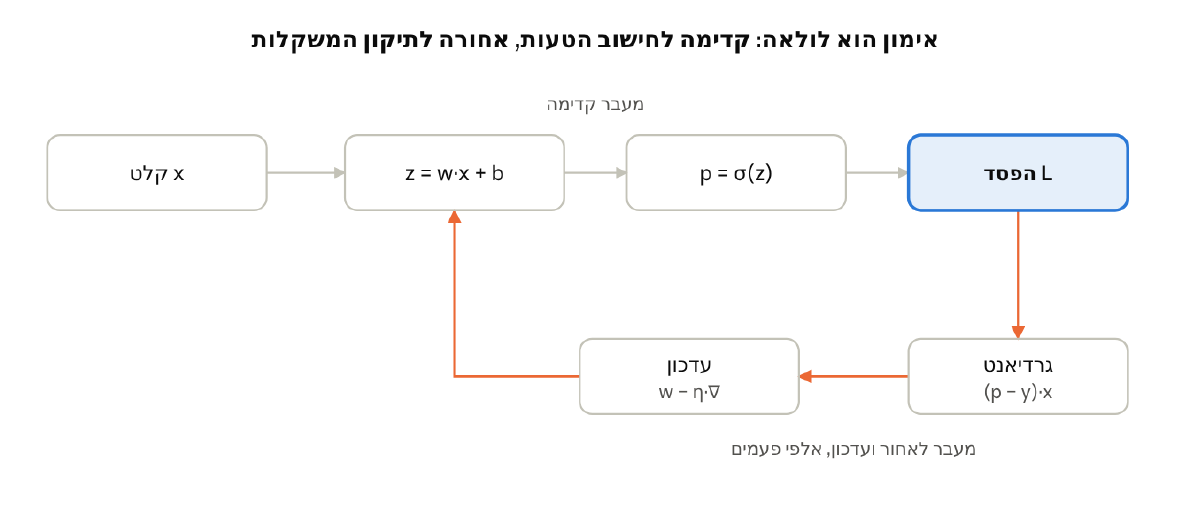 אימון הוא לולאה: קדימה לחישוב הטעות, אחורה לתיקון המשקלות
מעבר קדימה
קלט x
z = w·x + b
p = σ(z)
הפסד L
גרדיאנט
(p − y)·x
עדכון
w − η·∇
מעבר לאחור ועדכון, אלפי פעמים